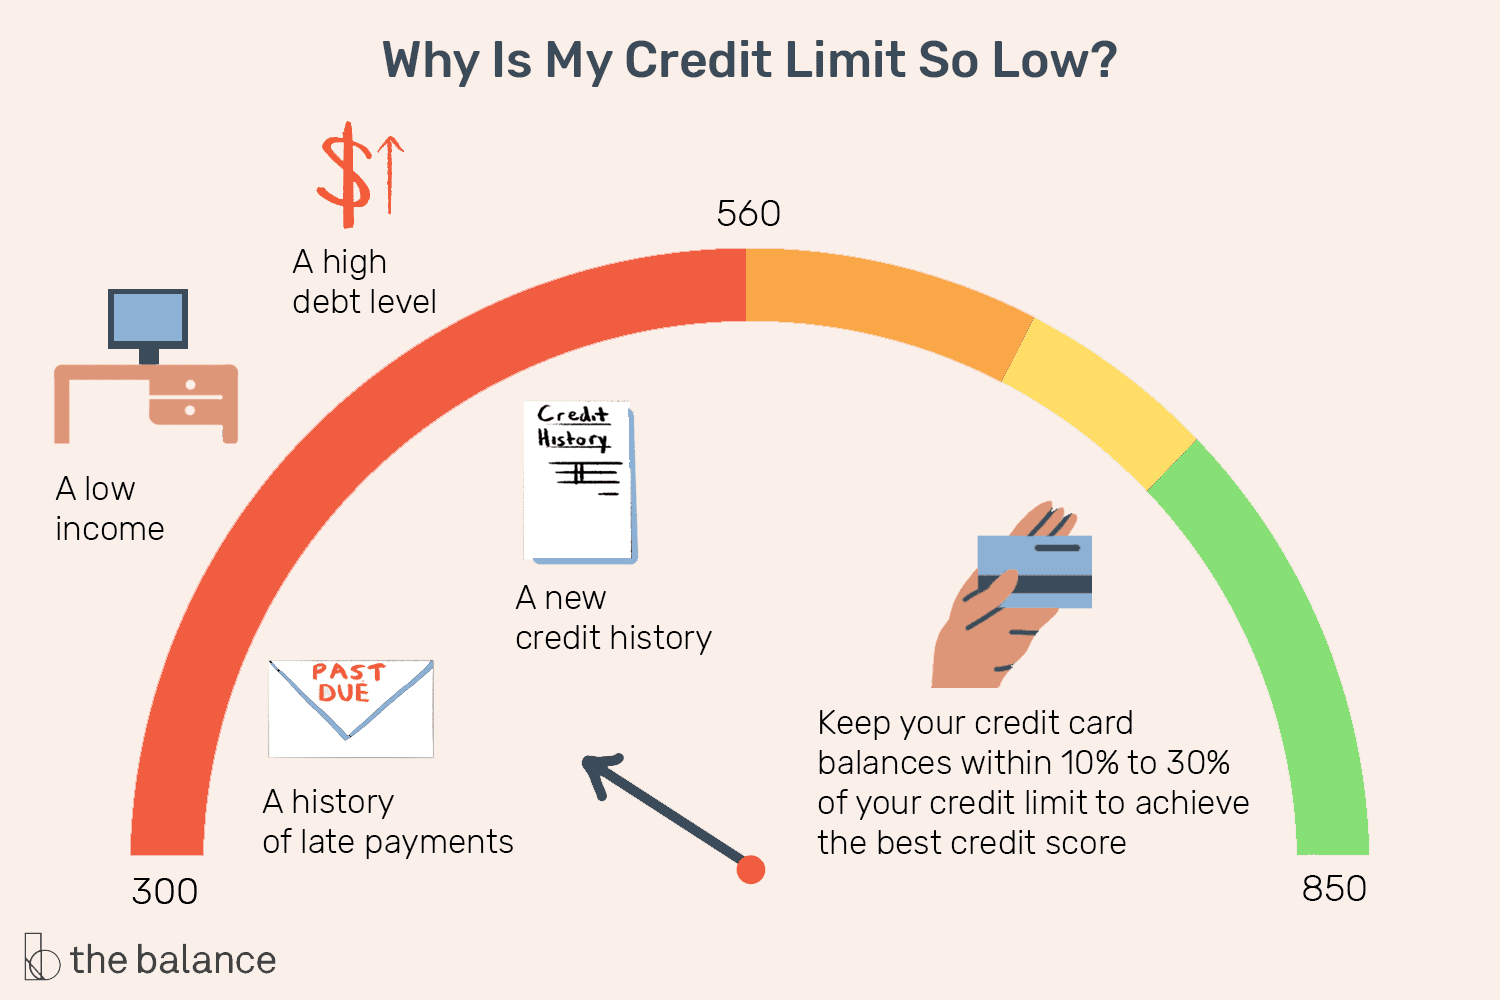 Why Is My Credit Limit So Low?
A high
debt level
560
A low
income
Credit
History
A new
credit history
PAST
DUE
A history
of late payments
Keep your credit card
balances within 10% to 30%
of your credit limit to achieve
the best credit score
300
850
the balance